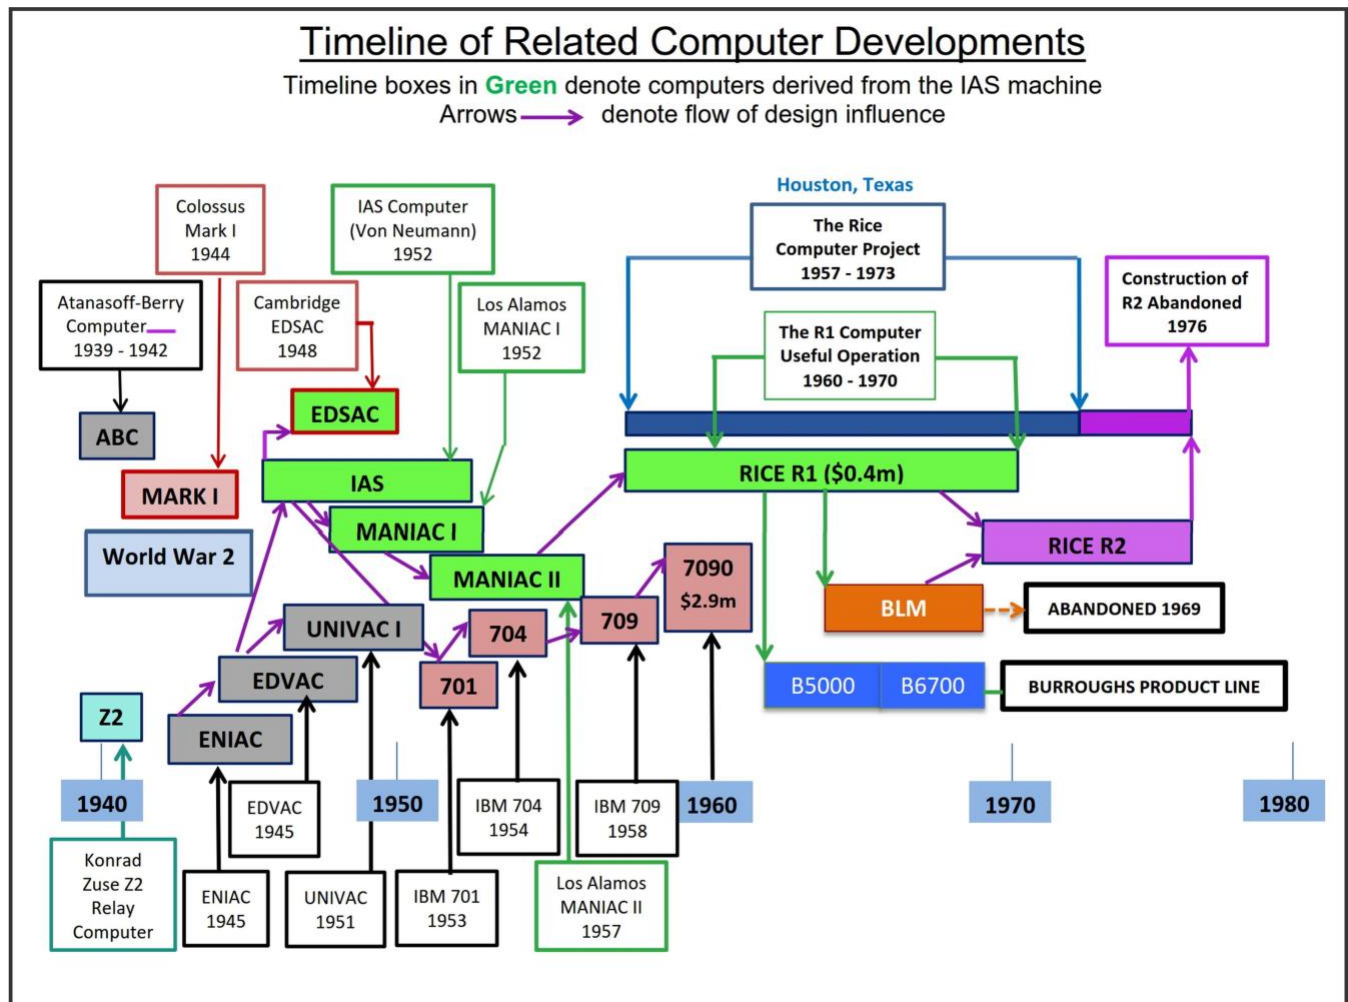 Timeline of Related Computer Developments
Timeline boxes in Green denote computers derived from the IAS machine
Arrows denote flow of design influence
Houston, Texas
Colossus
Mark I
1944
IAS Computer
(Von Neumann)
1952
The Rice
Computer Project
1957 - 1973
Construction of
R2 Abandoned
1976
Atanasoff-Berry
Computer
1939 - 1942
Cambridge
EDSAC
1948
Los Alamos
MANIAC I
1952
The R1 Computer
Useful Operation
1960 - 1970
EDSAC
ABC
IAS
RICE R1 ($0.4m)
MARK I
MANIAC I
World War 2
RICE R2
MANIAC II
7090
$2.9m
BLM
ABANDONED 1969
UNIVAC I
704
709
EDVAC
701
B5000
B6700
BURROUGHS PRODUCT LINE
Z2
ENIAC
1940
1950
1960
1970
1980
EDVAC
1945
IBM 704
1954
IBM 709
1958
Konrad
Zuse Z2
Relay
Computer
ENIAC
1945
UNIVAC
1951
IBM 701
1953
Los Alamos
MANIAC II
1957